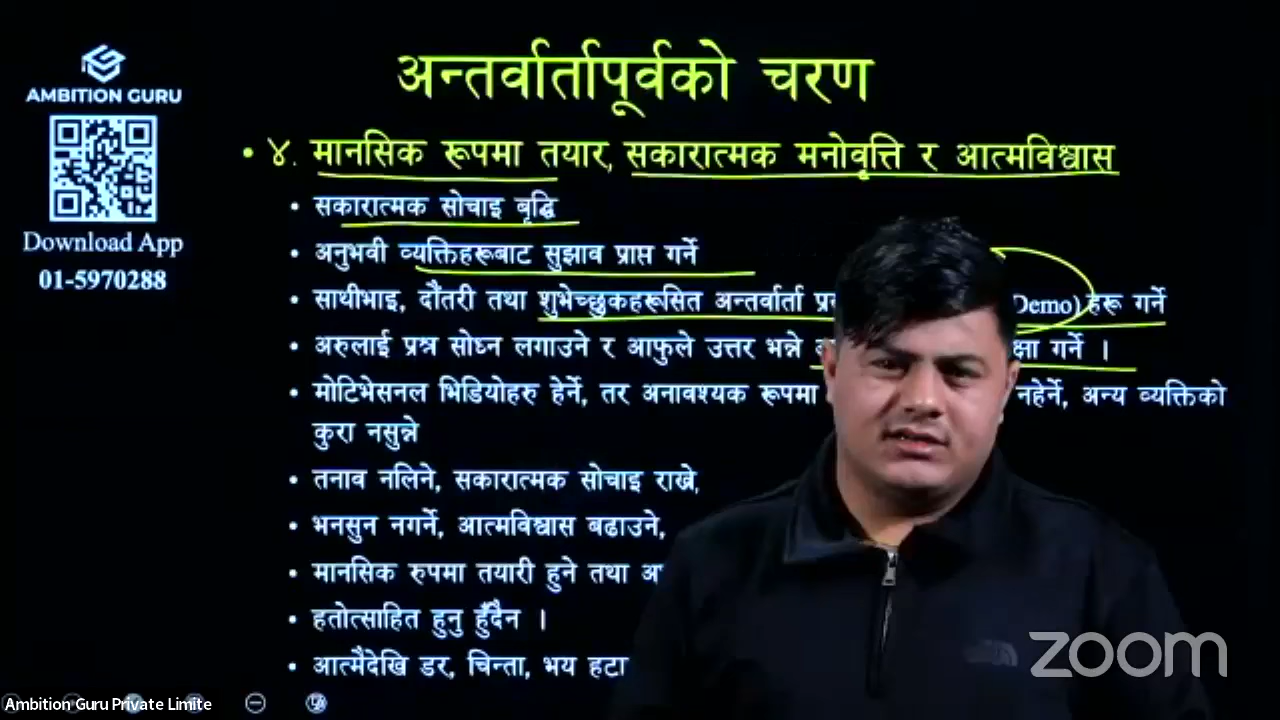 AMBITION GURU
Download App
01-5970288
अन्तर्वार्तापूर्वको चरण
• ४. मानसिक रूपमा तयार, सकारात्मक मनोवृत्ति र आत्मविश्वास
• सकारात्मक सोचाइ बृद्धि
• अनुभवी व्यक्तिहरूबाट सुझाव प्राप्त गर्ने
• साथीभाइ, दौंतरी तथा शुभेच्छुकहरूसित अन्तर्वार्ता Demo) हरू गर्ने
• अरुलाई प्रश्न सोध्न लगाउने र आफुले उत्तर भन्ने गर्ने ।
• मोटिभेसनल भिडियोहरु हेर्ने, तर अनावश्यक रूपमा नहेर्ने, अन्य व्यक्तिको
कुरा नसुन्ने
• तनाव नलिने, सकारात्मक सोचाइ राख्ने,
• भनसुन नगर्ने, आत्मविश्वास बढाउने,
• मानसिक रुपमा तयारी हुने तथा
• हतोत्साहित हुनु हुँदैन ।
• आत्मैदेखि डर, चिन्ता, भय हटा
zoom
Ambition Guru Private Limite